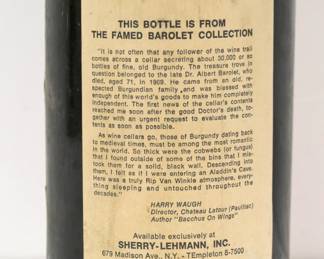 THIS BOTTLE IS FROM
THE FAMED BAROLET COLLECTION
"It is not often that any follower of the wine trail
comes across a cellar secreting about 30,000 or so
bottles of fine, old Burgundy. The treasure trove in
question belonged to the late Dr. Albert Barolet, who
died, aged 71, in 1969. He came from an old, re-
spected Burgundian family ,and was blessed with
enough of this world's goods to make him completely
independent. The first news of the cellar's contents
reached me soon after the good Doctor's death, tog-
ether with an urgent request to evaluate the con-
tents as soon as possible.
As wine cellars go, those of Burgundy dating back
to medieval times, must be among the most romantic
in the world. So thick were the cobwebs (or fungus)
that I found outside of some of the bins that I mis-
took them for a solid, black wall. Descending into
them, I felt as if I were entering an Aladdin's Cave.
Here was a truly Rip Van Winkle atmosphere, every-
thing sleeping and untouched throughout the
decades."
HARRY WAUGH
Director, Chateau Latour (Pauillac)
Author "Bacchus On Wings"
Available exclusively at
SHERRY-LEHMANN, INC.
679 Madison Ave., N.Y. - TEmpleton 8-7500